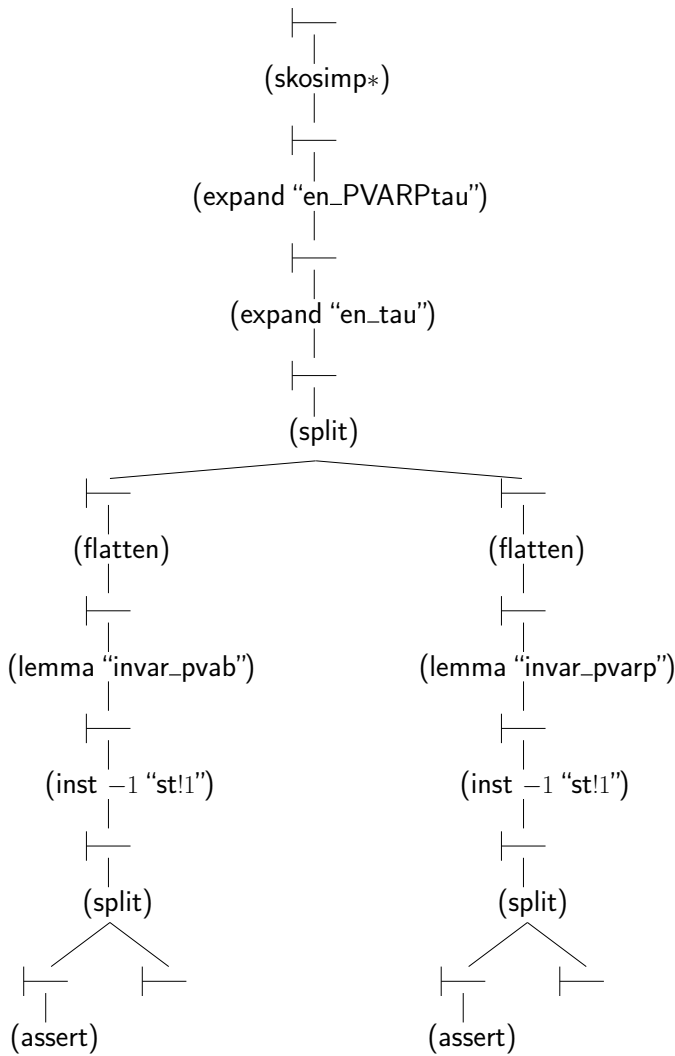 (skosimp∗)
(expand “en_PVARPtau”)
(expand “en_tau”)
(split)
(flatten) (flatten)
(lemma “invar_pvab”) (lemma “invar_pvarp”)
(inst −1 “st!1”) (inst −1 “st!1”)
(split) (split)
(assert) (assert)